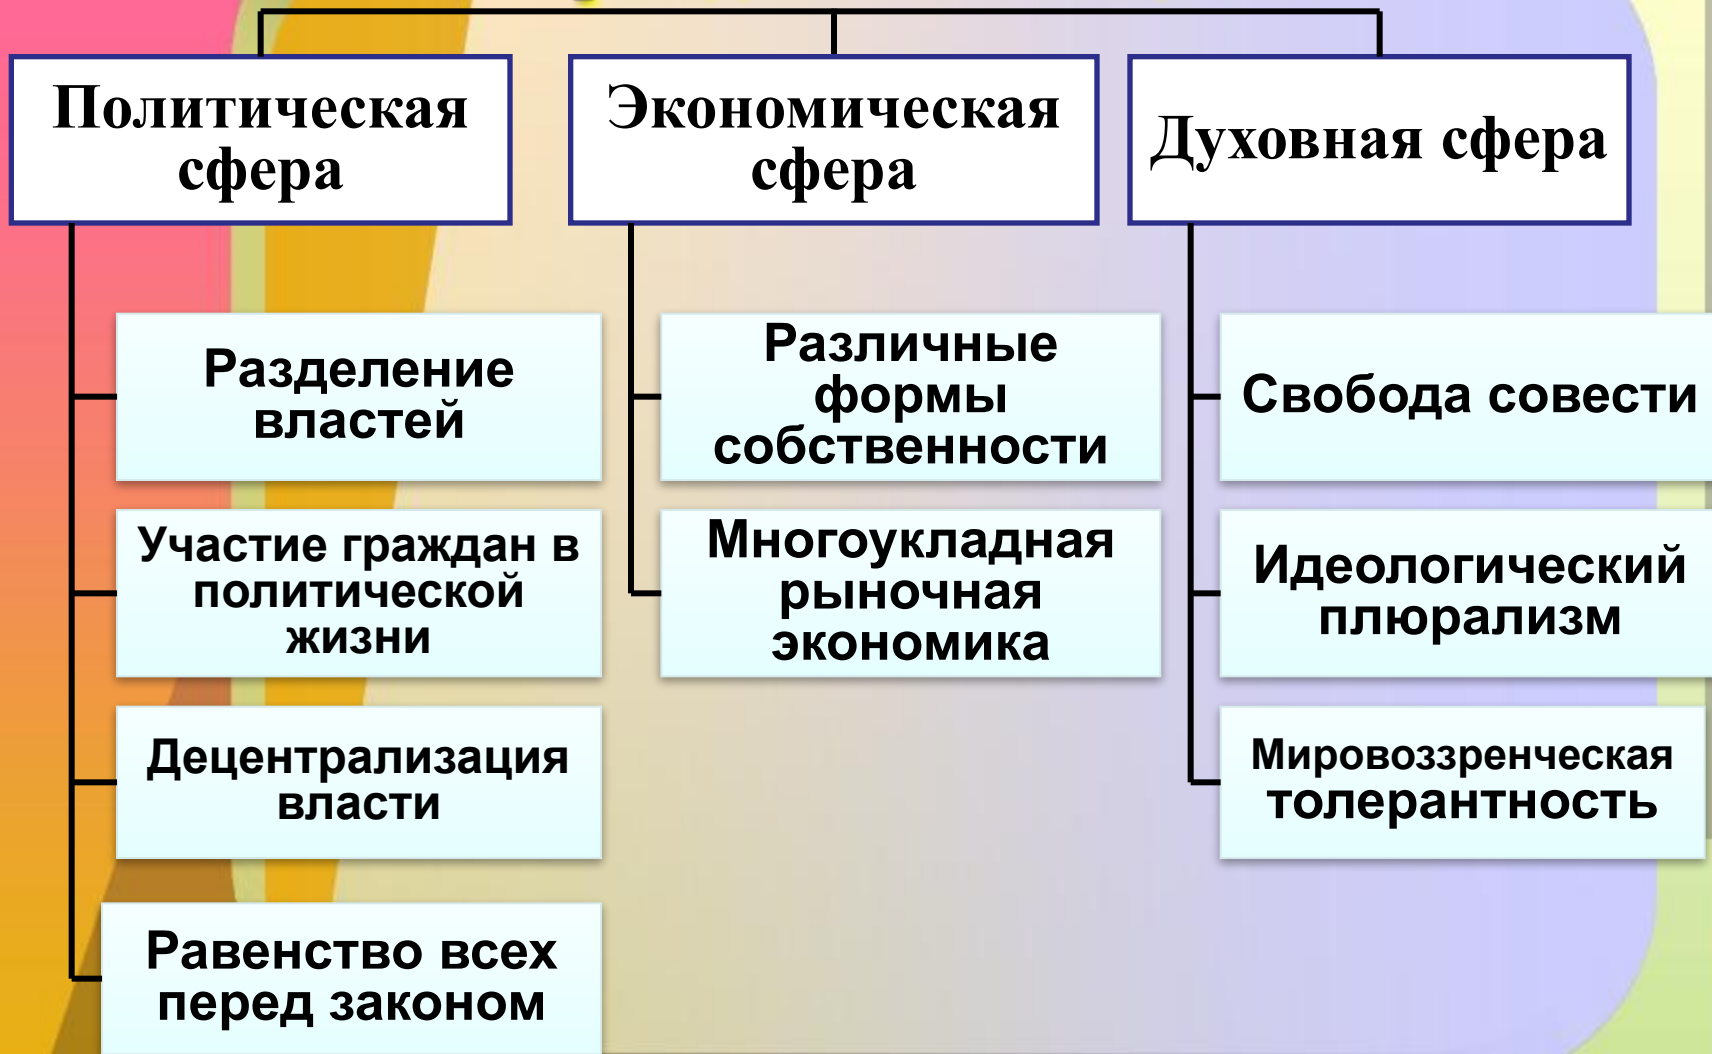 Политическая
сфера
Экономическая
сфера
Духовная сфера
Разделение
властей
Участие граждан в
политической
жизни
Децентрализация
власти
Равенство всех
перед законом
Различные
формы
собственности
Многоукладная
рыночная
экономика
Свобода совести
Идеологический
плюрализм
Мировоззренческая
толерантность